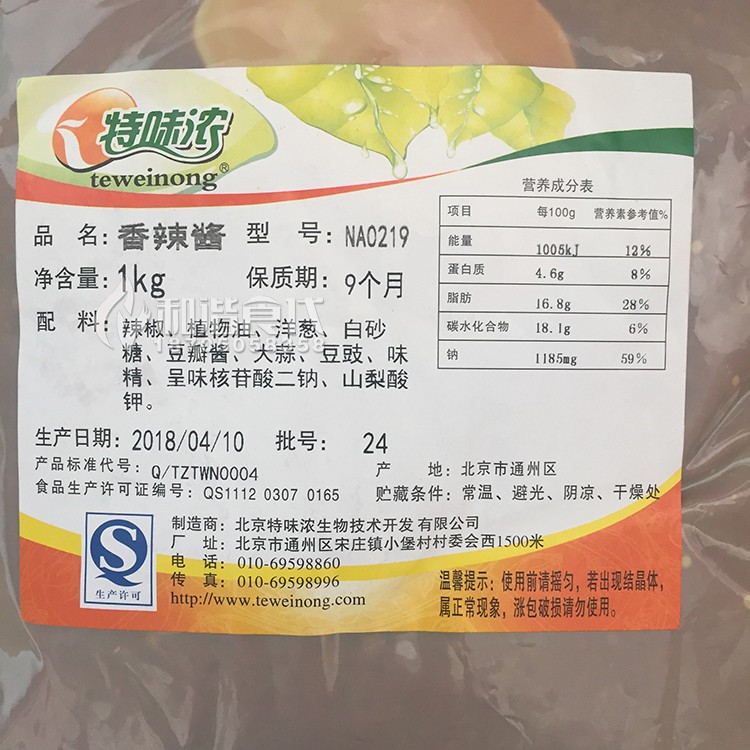 特味浓
teweinong®
品 名: 香辣酱 型 号: NA0219
净含量: 1kg 保质期: 9个月
配 料: 辣椒、植物油、洋葱、白砂
糖、豆瓣酱、大蒜、豆豉、味
精、呈味核苷酸二钠、山梨酸
钾。
生产日期: 2018/04/10 批号: 24
产品标准代号: Q/TZTWN0004
食品生产许可证编号: QS1112 0307 0165
产 地: 北京市通州区
贮藏条件: 常温、避光、阴凉、干燥处
营养成分表
项目 每100g 营养素参考值%
能量 1005kJ 12%
蛋白质 4.6g 8%
脂肪 16.8g 28%
碳水化合物 18.1g 6%
钠 1185mg 59%
和谐食代
生产许可
制造商: 北京特味浓生物技术开发有限公司
厂 址: 北京市通州区宋庄镇小堡村村委会西1500米
电 话: 010-69598860
传 真: 010-69598996
http://www.teweinong.com
温馨提示: 使用前请摇匀，若出现结晶体，
属正常现象，涨包破损请勿使用。